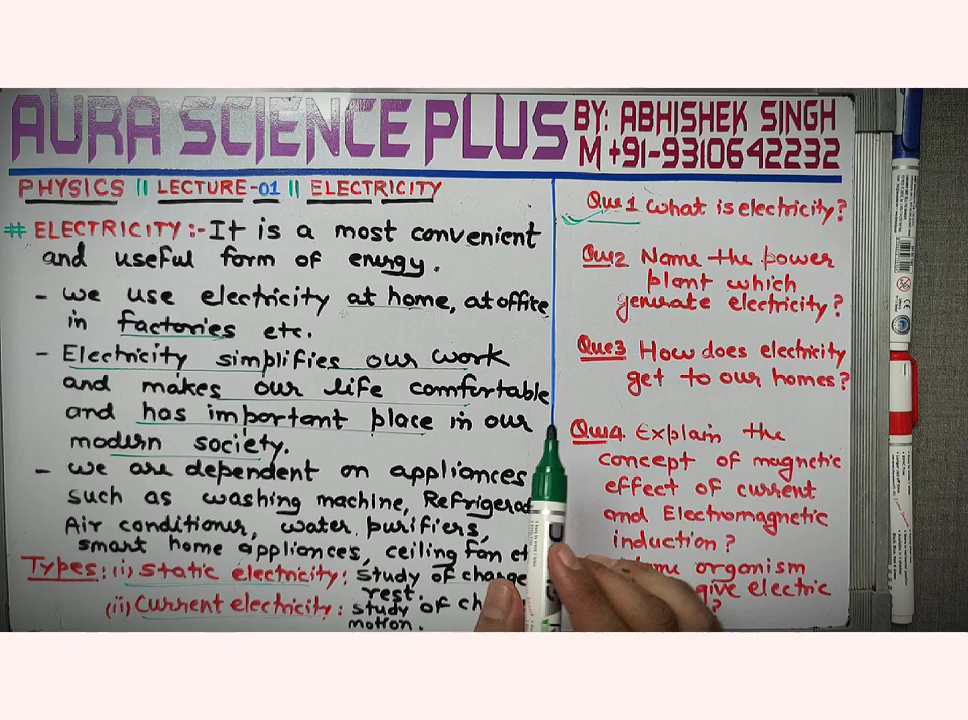 AURA SCIENCE PLUS
BY: ABHISHEK SINGH
M +91-9310642232
PHYSICS || LECTURE-01 || ELECTRICITY
# ELECTRICITY:- It is a most convenient
and useful form of energy.
- we use electricity at home, at office
in factories etc.
- Electricity simplifies our work
and makes our life comfortable
and has important place in our
modern society.
- we are dependent on appliances
such as washing machine, Refrigerat
Air conditioner, water purifiers,
smart home appliances, ceiling fan et
Types: (i) Static electricity: Study of charge
rest.
(ii) Current electricity: study of ch
motion.
Que1 What is electricity?
Que2 Name the power
plant which
generate electricity?
Que3 How does electricity
get to our homes?
Que4. Explain the
concept of magnetic
effect of current
and Electromagnetic
induction?
organism
give electric
?